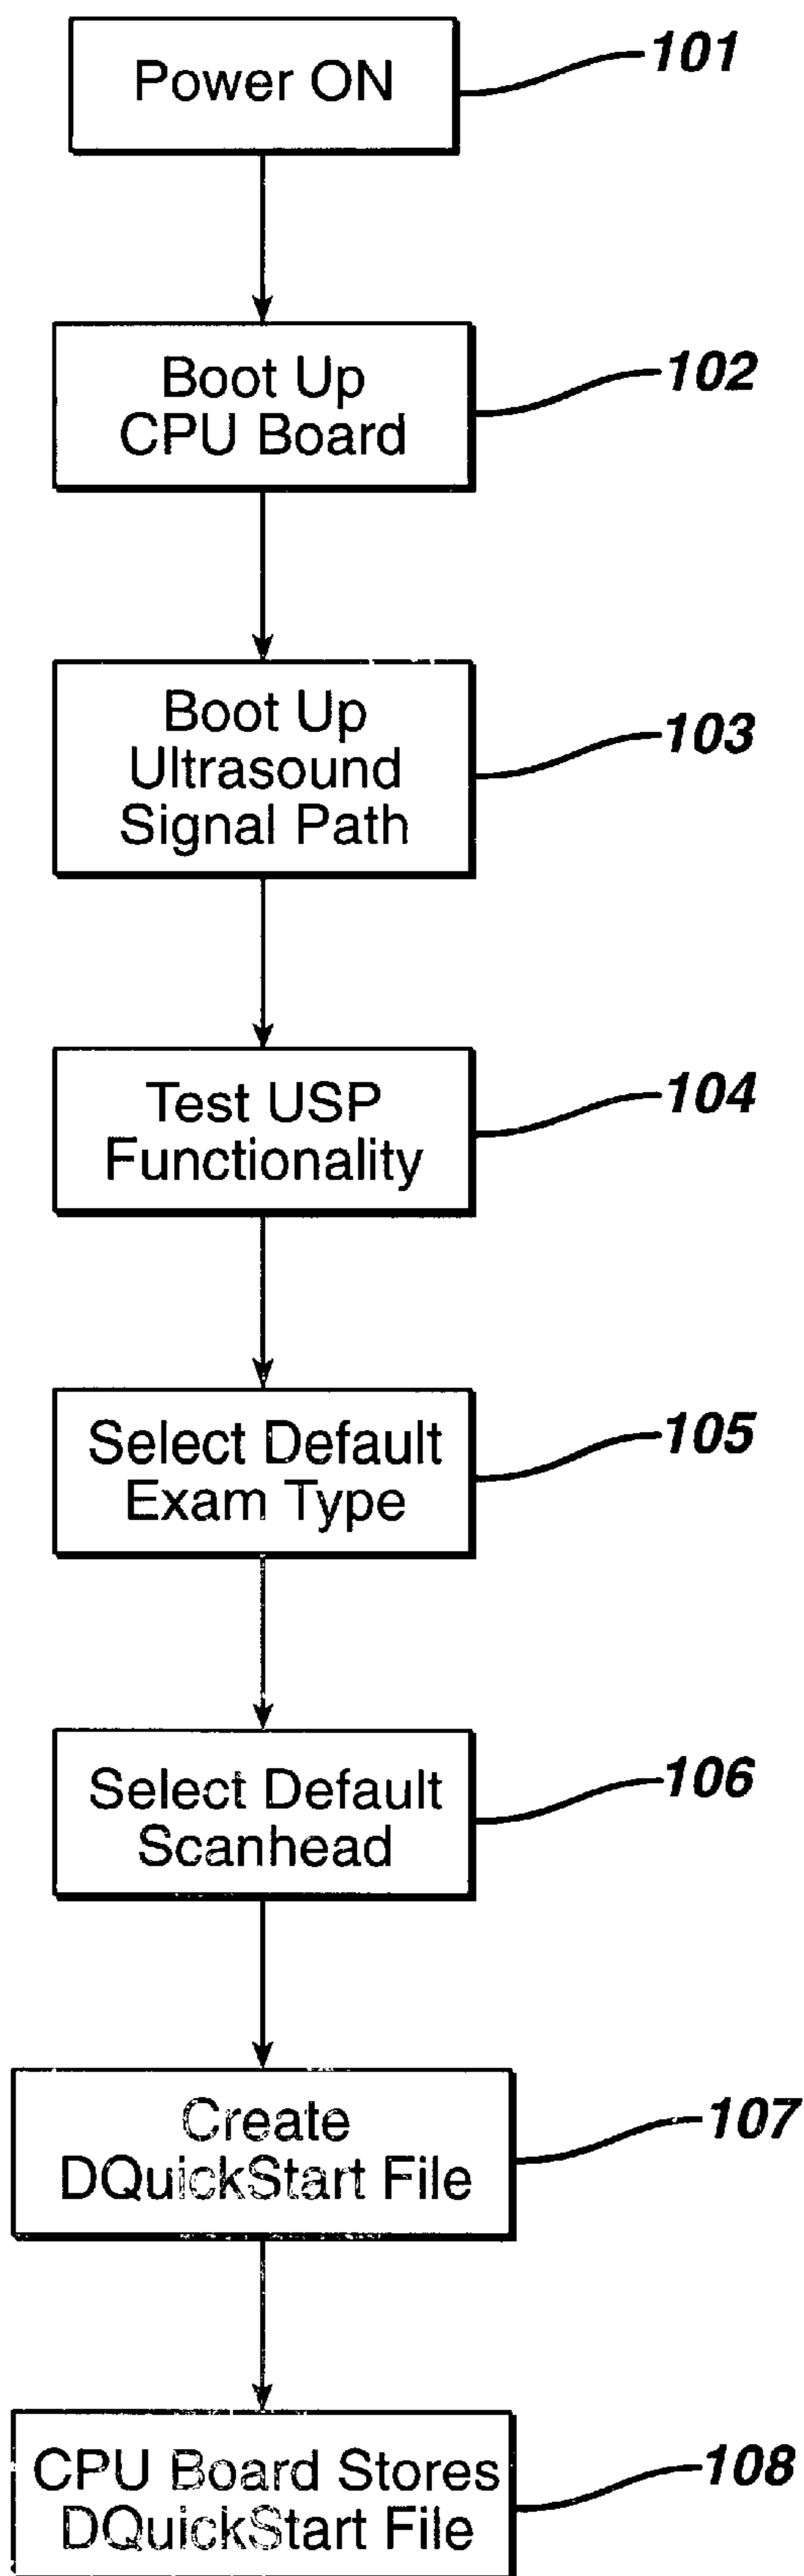 Power ON
101
Boot Up
CPU Board
102
Boot Up
Ultrasound
Signal Path
103
Test USP
Functionality
104
Select Default
Exam Type
105
Select Default
Scanhead
106
Create
DQuickStart File
107
CPU Board Stores
DQuickStart File
108